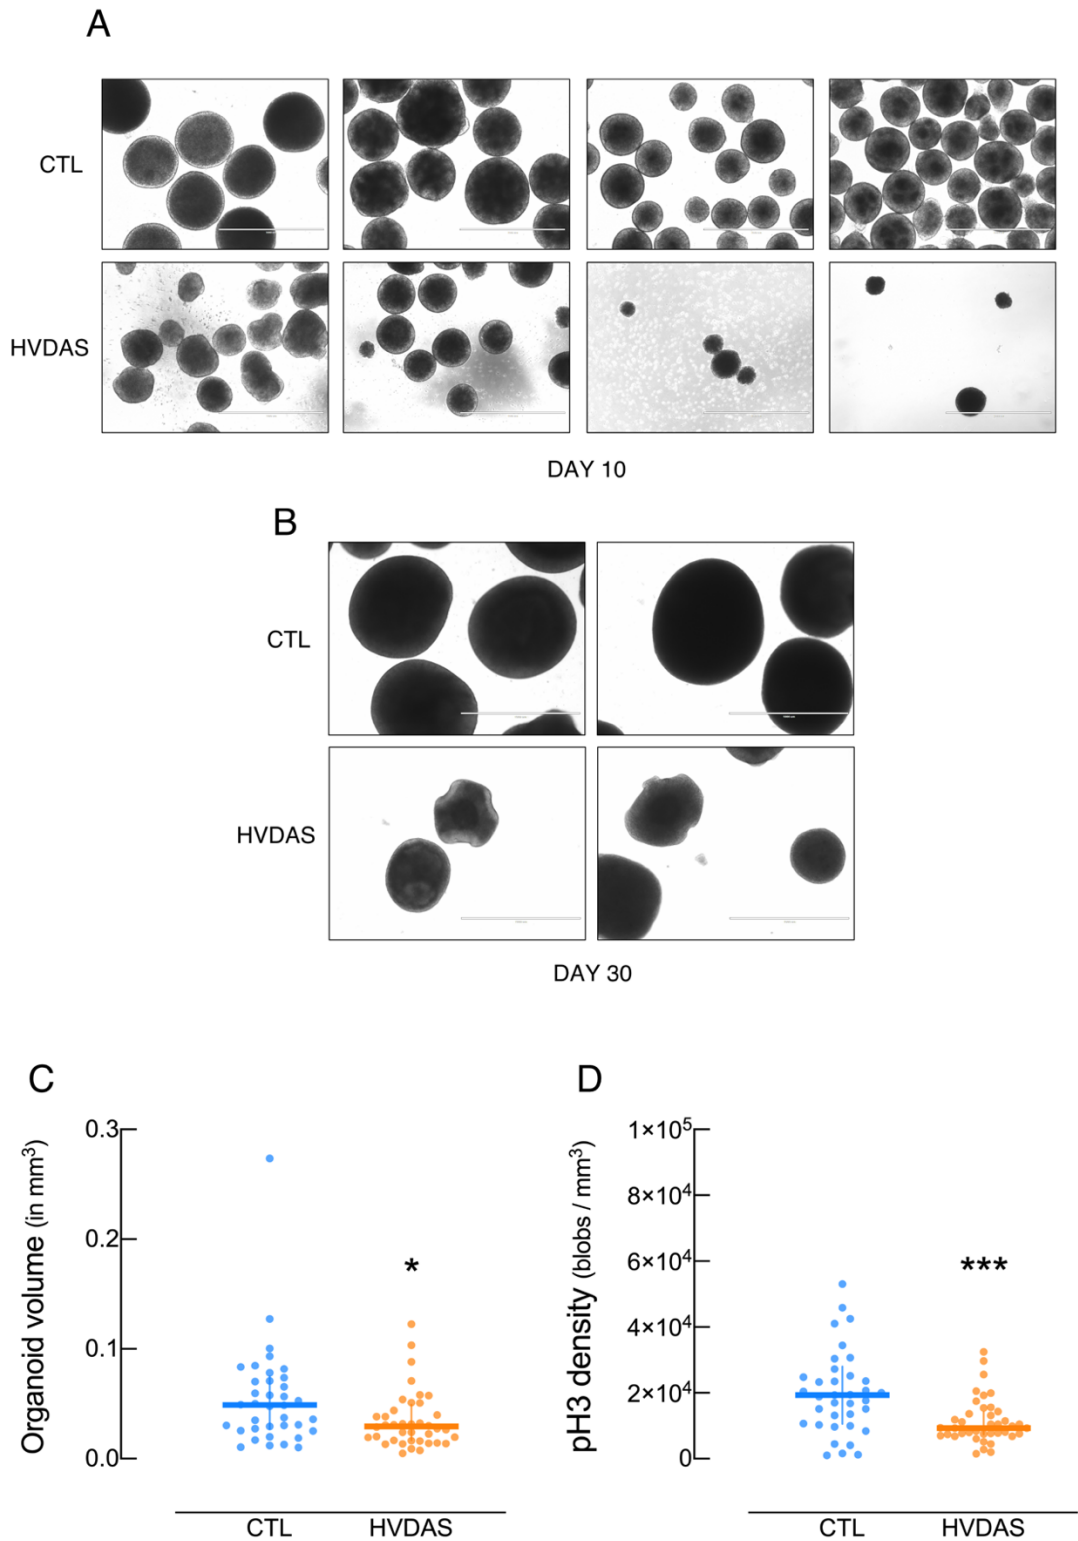 A
CTL
HVDAS
DAY 10
B
CTL
HVDAS
DAY 30
C
D
Organoid volume (in mm³)
0.3
0.2
0.1
0.0
*
CTL
HVDAS
pH3 density (blobs / mm³)
1×10⁵
8×10⁴
6×10⁴
4×10⁴
2×10⁴
0
***
CTL
HVDAS